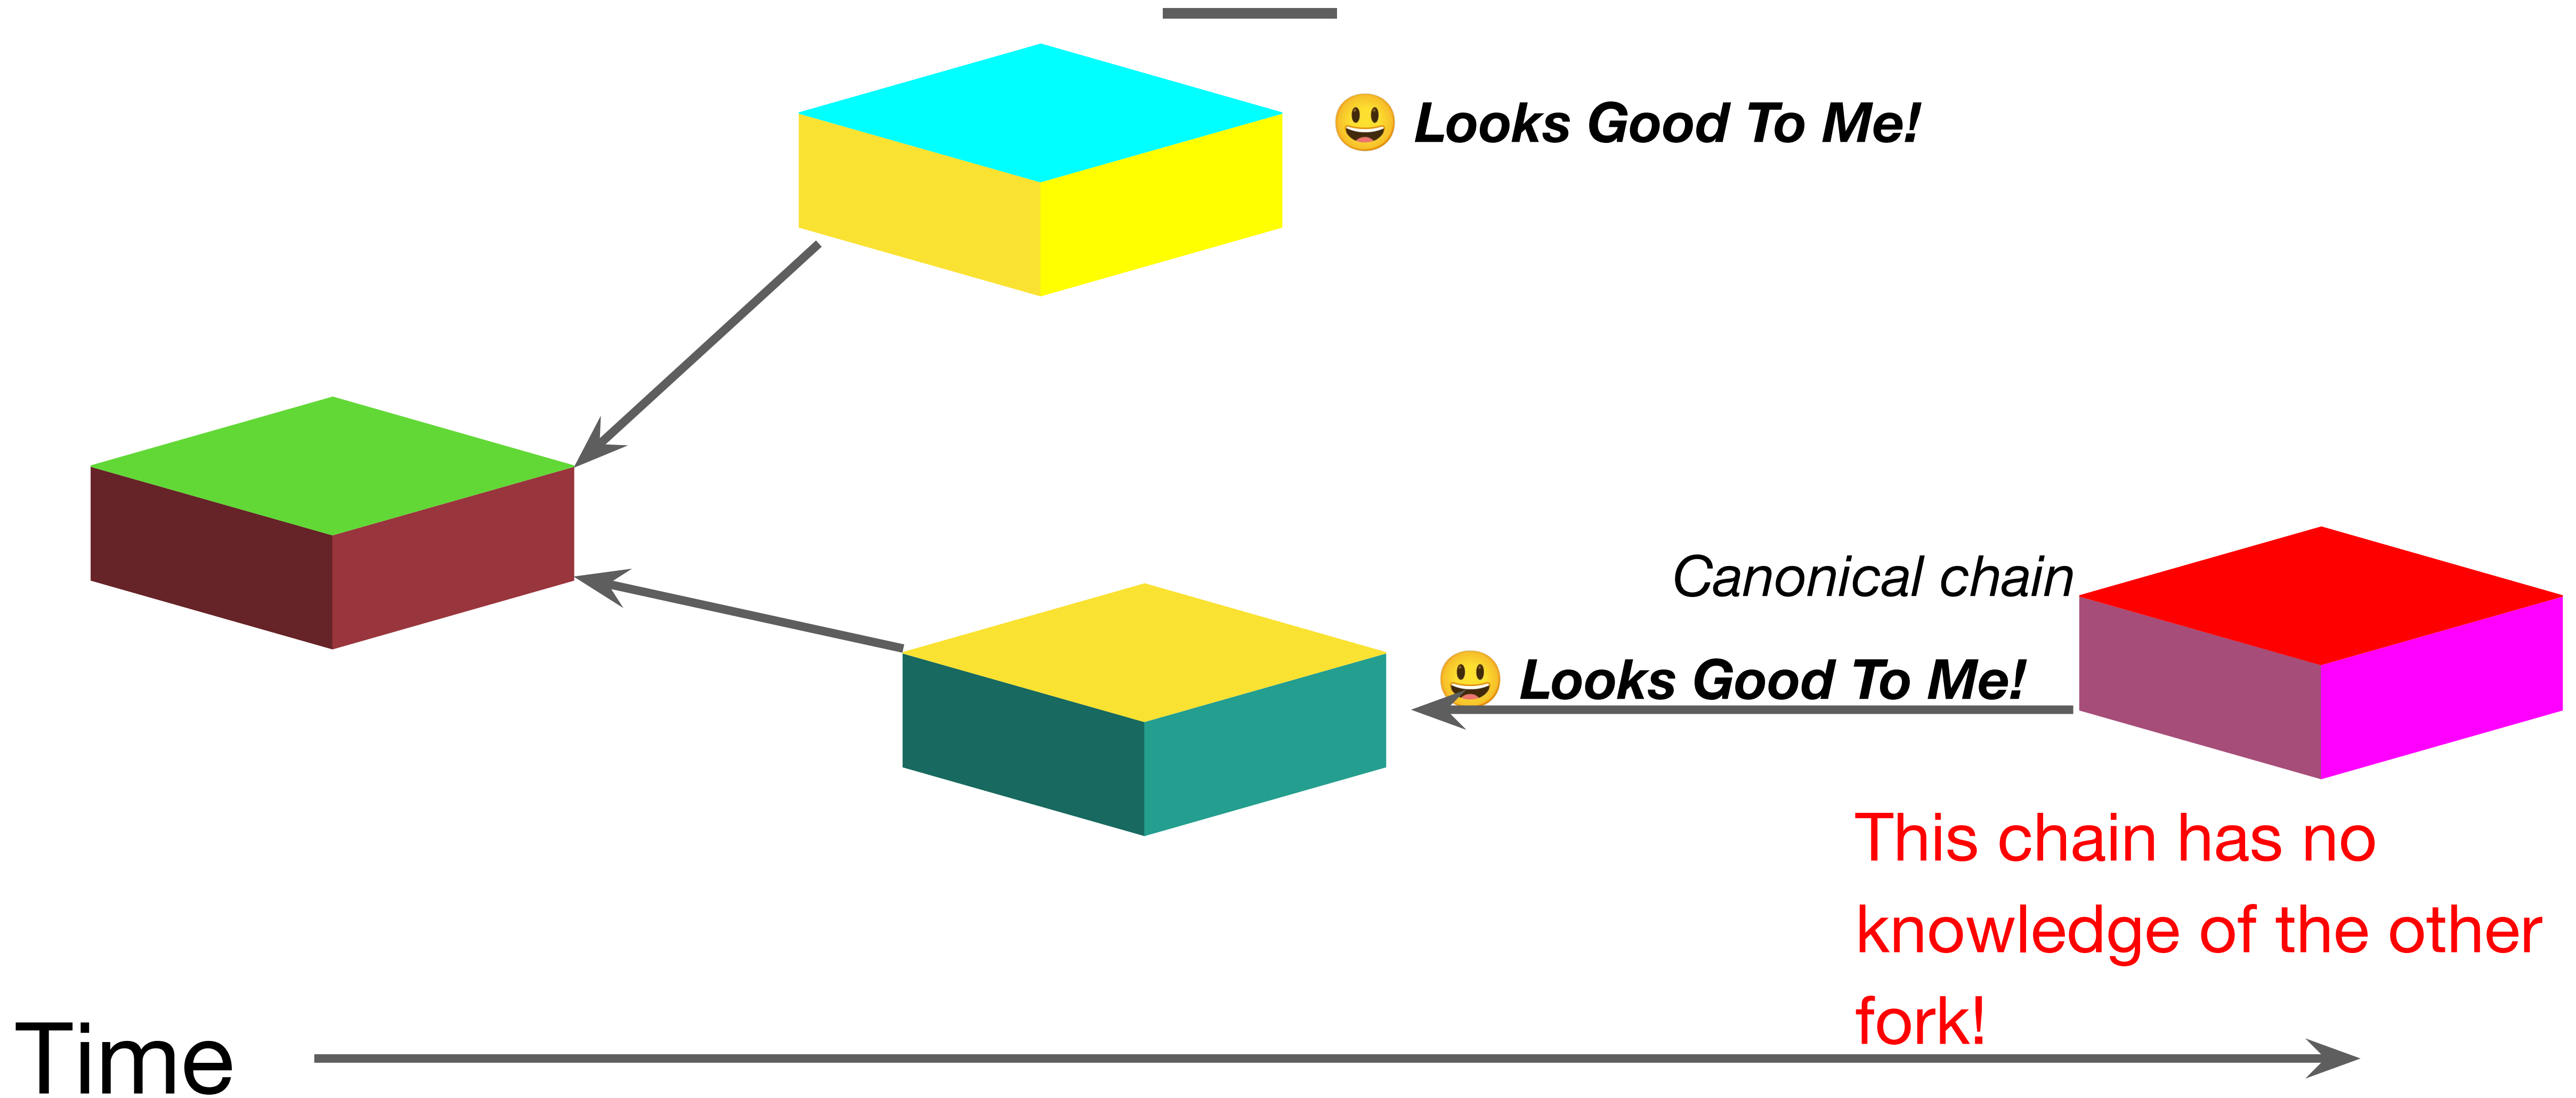 😃 Looks Good To Me!
Canonical chain
😃 Looks Good To Me!
This chain has no
knowledge of the other
fork!
Time